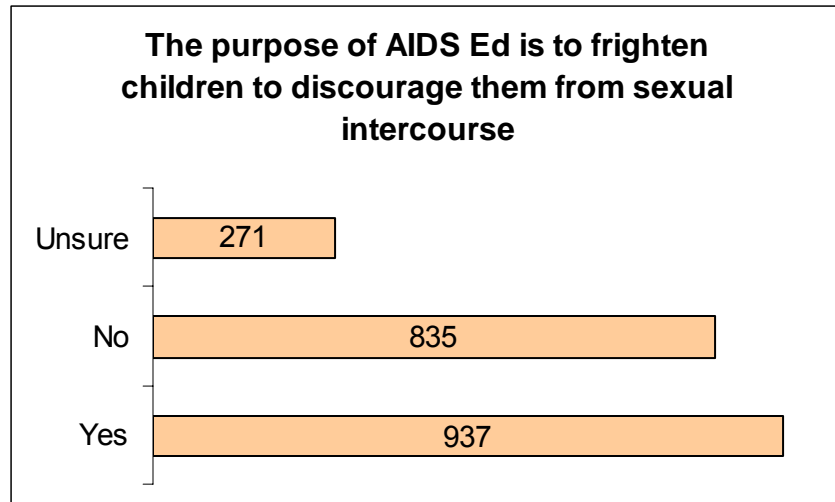 The purpose of AIDS Ed is to frighten
children to discourage them from sexual
intercourse
Unsure
271
No
835
Yes
937